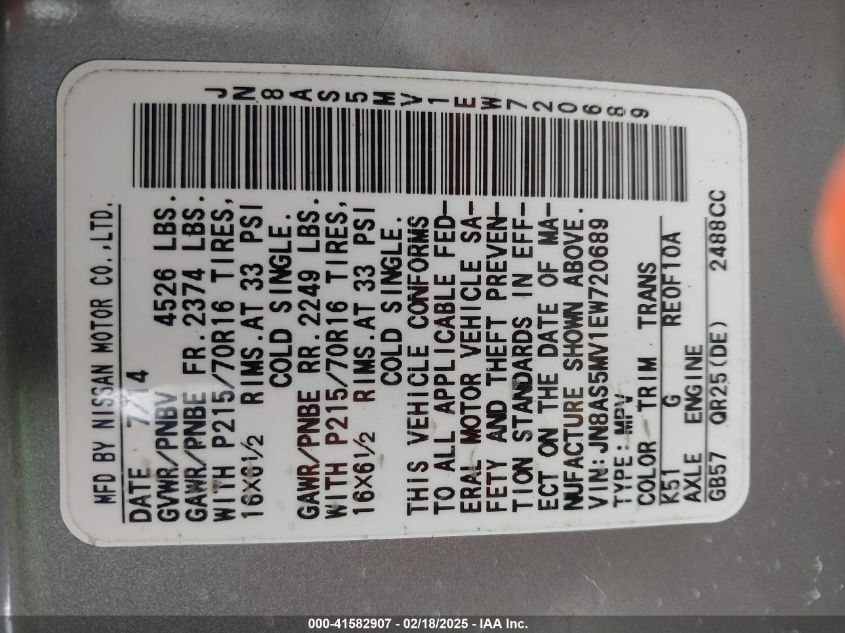 JN8AS5MV1EW720689
MFD BY NISSAN MOTOR CO.,LTD.
DATE 7/14
GVWR/PNBV 4526 LBS.
GAWR/PNBE FR. 2374 LBS.
WITH P215/70R16 TIRES,
16X6½ RIMS.AT 33 PSI
COLD SINGLE.
GAWR/PNBE RR. 2249 LBS.
WITH P215/70R16 TIRES,
16X6½ RIMS.AT 33 PSI
COLD SINGLE.
THIS VEHICLE CONFORMS
TO ALL APPLICABLE FED-
ERAL MOTOR VEHICLE SA-
FETY AND THEFT PREVEN-
TION STANDARDS IN EFF-
ECT ON THE DATE OF MA-
NUFACTURE SHOWN ABOVE.
VIN:JN8AS5MV1EW720689
TYPE: MPV
COLOR TRIM TRANS
K51 G RE0F10A
AXLE ENGINE
GB57 QR25(DE) 2488CC
000-41582907 - 02/18/2025 - IAA Inc.